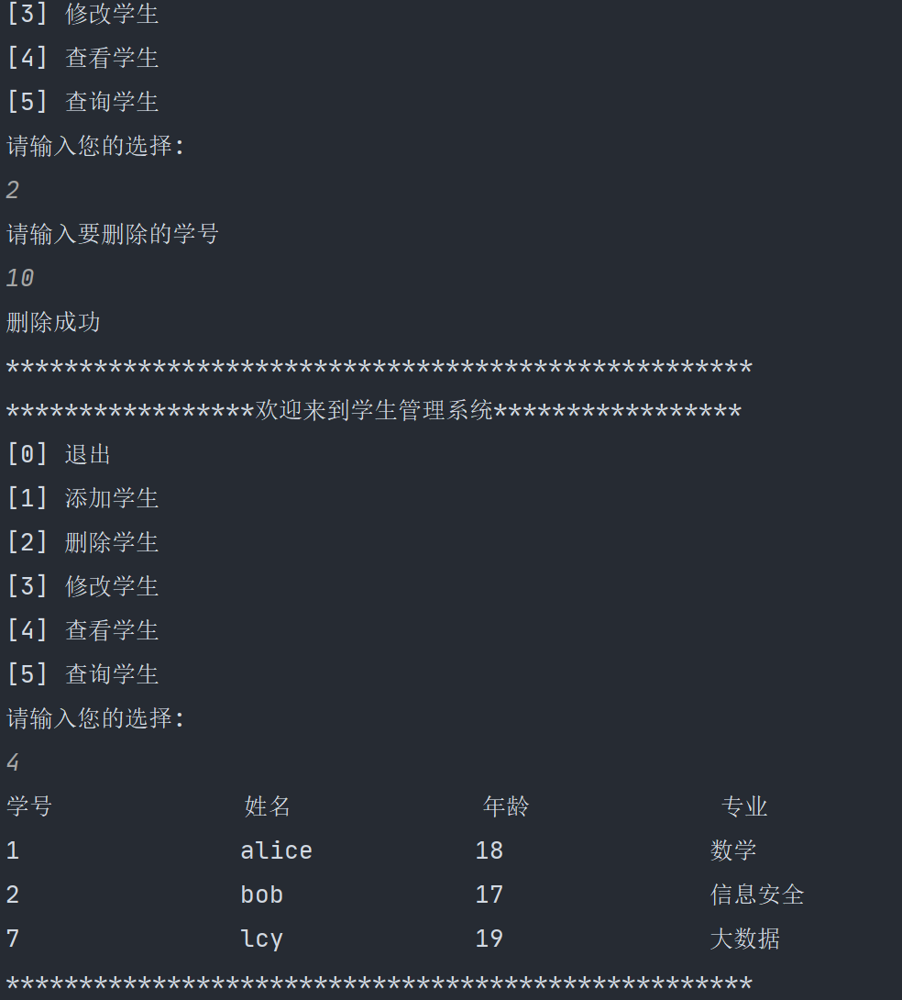 [3] 修改学生
[4] 查看学生
[5] 查询学生
请输入您的选择:
2
请输入要删除的学号
10
删除成功
***************************************************
*****************欢迎来到学生管理系统*****************
[0] 退出
[1] 添加学生
[2] 删除学生
[3] 修改学生
[4] 查看学生
[5] 查询学生
请输入您的选择:
4
学号 姓名 年龄 专业
1 alice 18 数学
2 bob 17 信息安全
7 lcy 19 大数据
***************************************************